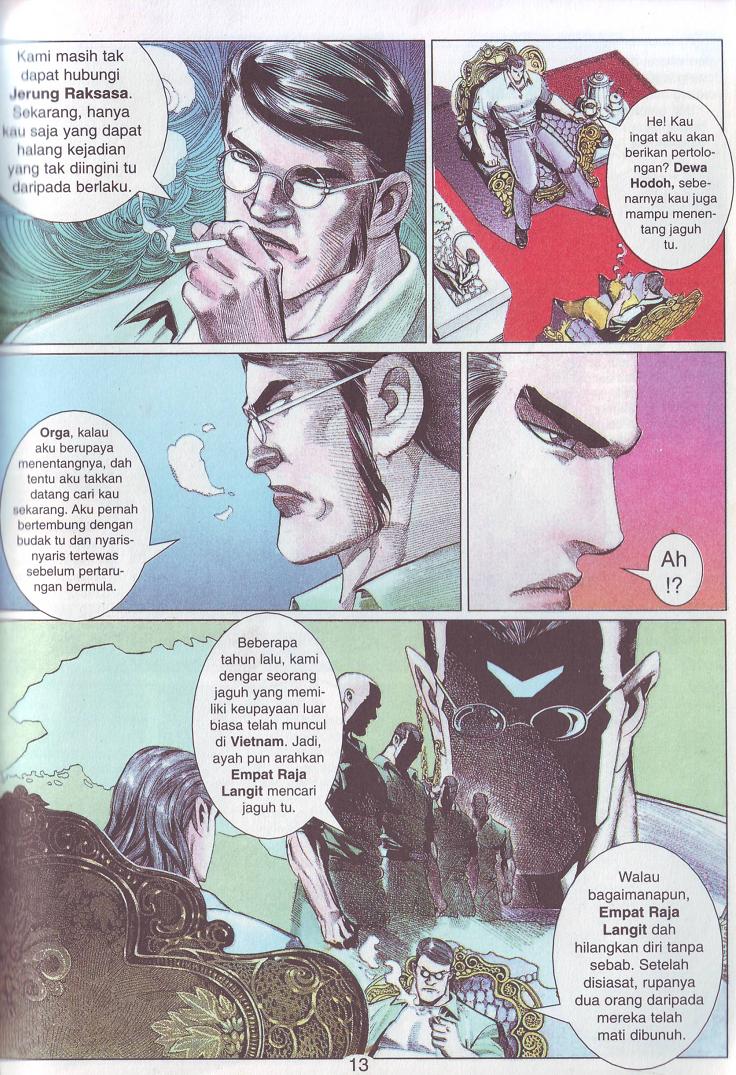 Kami masih tak
dapat hubungi
Jerung Raksasa.
Sekarang, hanya
kau saja yang dapat
halang kejadian
yang tak diingini tu
daripada berlaku.
He! Kau
ingat aku akan
berikan pertolo-
ngan? Dewa
Hodoh, sebe-
narnya kau juga
mampu menen-
tang jaguh
tu.
Orga, kalau
aku berupaya
menentangnya, dah
tentu aku takkan
datang cari kau
sekarang. Aku pernah
bertembung dengan
budak tu dan nyaris-
nyaris tertewas
sebelum pertaru-
ngan bermula.
Ah
!?
Beberapa
tahun lalu, kami
dengar seorang
jaguh yang memi-
liki keupayaan luar
biasa telah muncul
di Vietnam. Jadi,
ayah pun arahkan
Empat Raja
Langit mencari
jaguh tu.
Walau
bagaimanapun,
Empat Raja
Langit dah
hilangkan diri tanpa
sebab. Setelah
disiasat, rupanya
dua orang daripada
mereka telah
mati dibunuh.
13